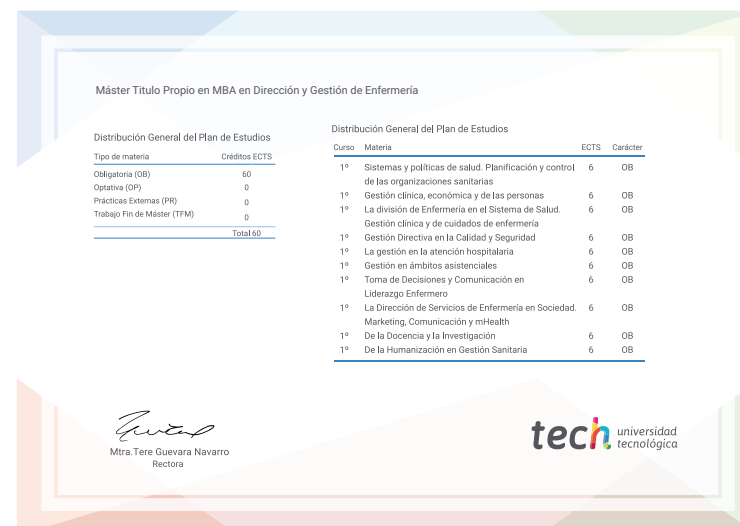 Máster Titulo Propio en MBA en Dirección y Gestión de Enfermería
Distribución General del Plan de Estudios
Tipo de materia Créditos ECTS
Obligatoria (OB) 60
Optativa (OP) 0
Prácticas Externas (PR) 0
Trabajo Fin de Máster (TFM) 0
Total 60
Distribución General del Plan de Estudios
Curso Materia ECTS Carácter
1º Sistemas y políticas de salud. Planificación y control 6 OB
de las organizaciones sanitarias
1º Gestión clínica, económica y de las personas 6 OB
1º La división de Enfermería en el Sistema de Salud. 6 OB
Gestión clínica y de cuidados de enfermería
1º Gestión Directiva en la Calidad y Seguridad 6 OB
1º La gestión en la atención hospitalaria 6 OB
1º Gestión en ámbitos asistenciales 6 OB
1º Toma de Decisiones y Comunicación en 6 OB
Liderazgo Enfermero
1º La Dirección de Servicios de Enfermería en Sociedad. 6 OB
Marketing, Comunicación y mHealth
1º De la Docencia y la Investigación 6 OB
1º De la Humanización en Gestión Sanitaria 6 OB
Mtra.Tere Guevara Navarro
Rectora
tech universidad
tecnológica